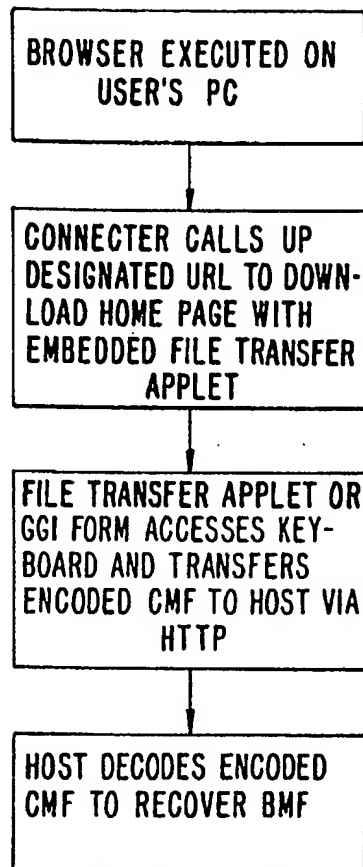 BROWSER EXECUTED ON
USER'S PC
CONNECTER CALLS UP
DESIGNATED URL TO DOWN-
LOAD HOME PAGE WITH
EMBEDDED FILE TRANSFER
APPLET
FILE TRANSFER APPLET OR
GGI FORM ACCESSES KEY-
BOARD AND TRANSFERS
ENCODED CMF TO HOST VIA
HTTP
HOST DECODES ENCODED
CMF TO RECOVER BMF